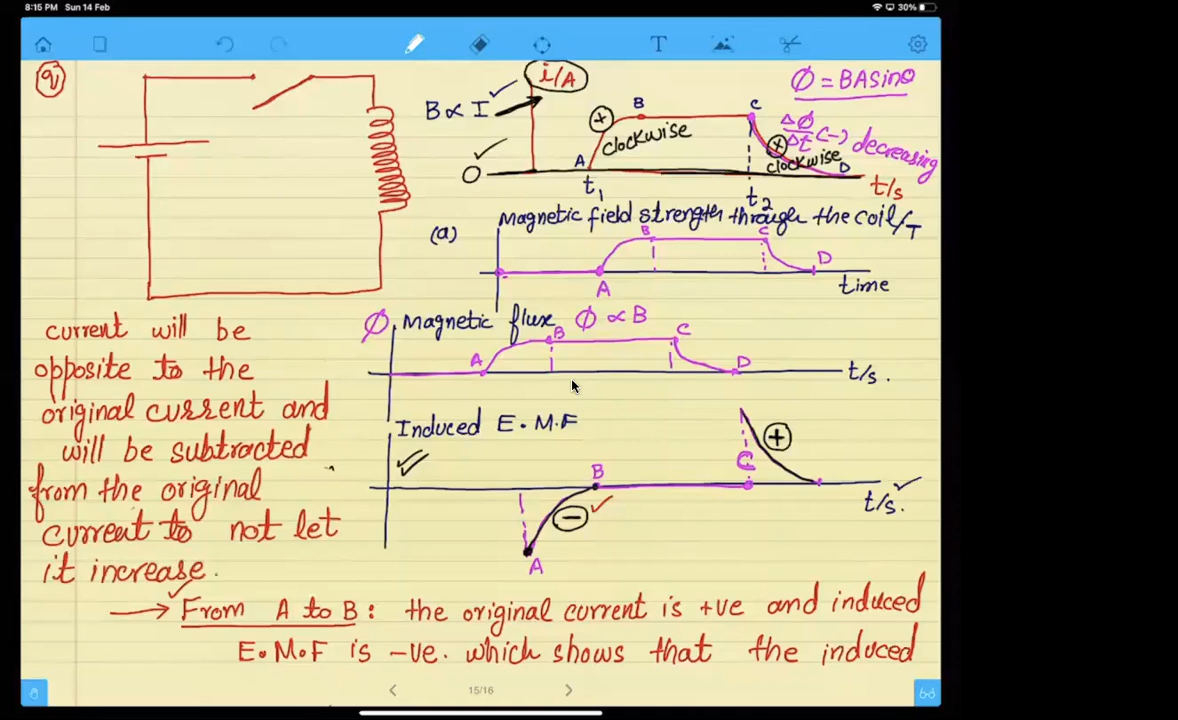 8:15 PM Sun 14 Feb
30%
T
i/A
B ∝ I
+
B
clockwise
C
ϕ = BAsinθ
Δϕ/Δt (-) decreasing
+
clockwise
O
A
D
t₁
t₂
t/s
(a)
Magnetic field strength through the coil/T
B
C
D
A
time
ϕ Magnetic flux ϕ ∝ B
A
B
C
D
t/s.
current will be
opposite to the
original current and
will be subtracted
from the original
current to not let
it increase.
Induced E.M.F
+
B
C
t/s.
−
A
→ From A to B: the original current is +ve and induced
E.M.F is -ve. which shows that the induced
15/16